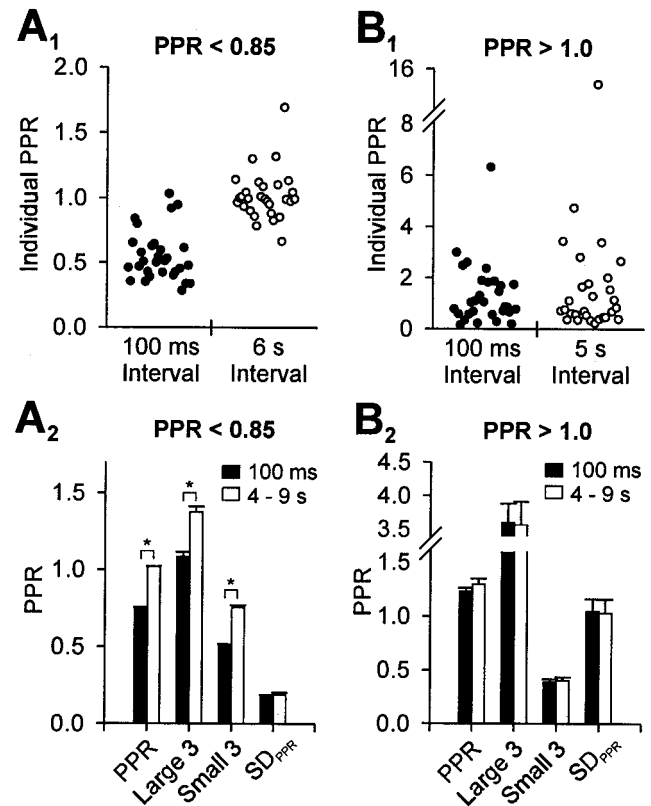 A1
PPR < 0.85
Individual PPR
2.0
1.5
1.0
0.5
0.0
100 ms
Interval
6 s
Interval
B1
PPR > 1.0
Individual PPR
16
8
6
4
2
0
100 ms
Interval
5 s
Interval
A2
PPR < 0.85
100 ms
4 - 9 s
PPR
1.5
1.0
0.5
0.0
*
*
*
PPR
Large 3
Small 3
SDPPR
B2
PPR > 1.0
100 ms
4 - 9 s
PPR
4.5
4.0
3.5
1.5
1.0
0.5
0.0
PPR
Large 3
Small 3
SDPPR